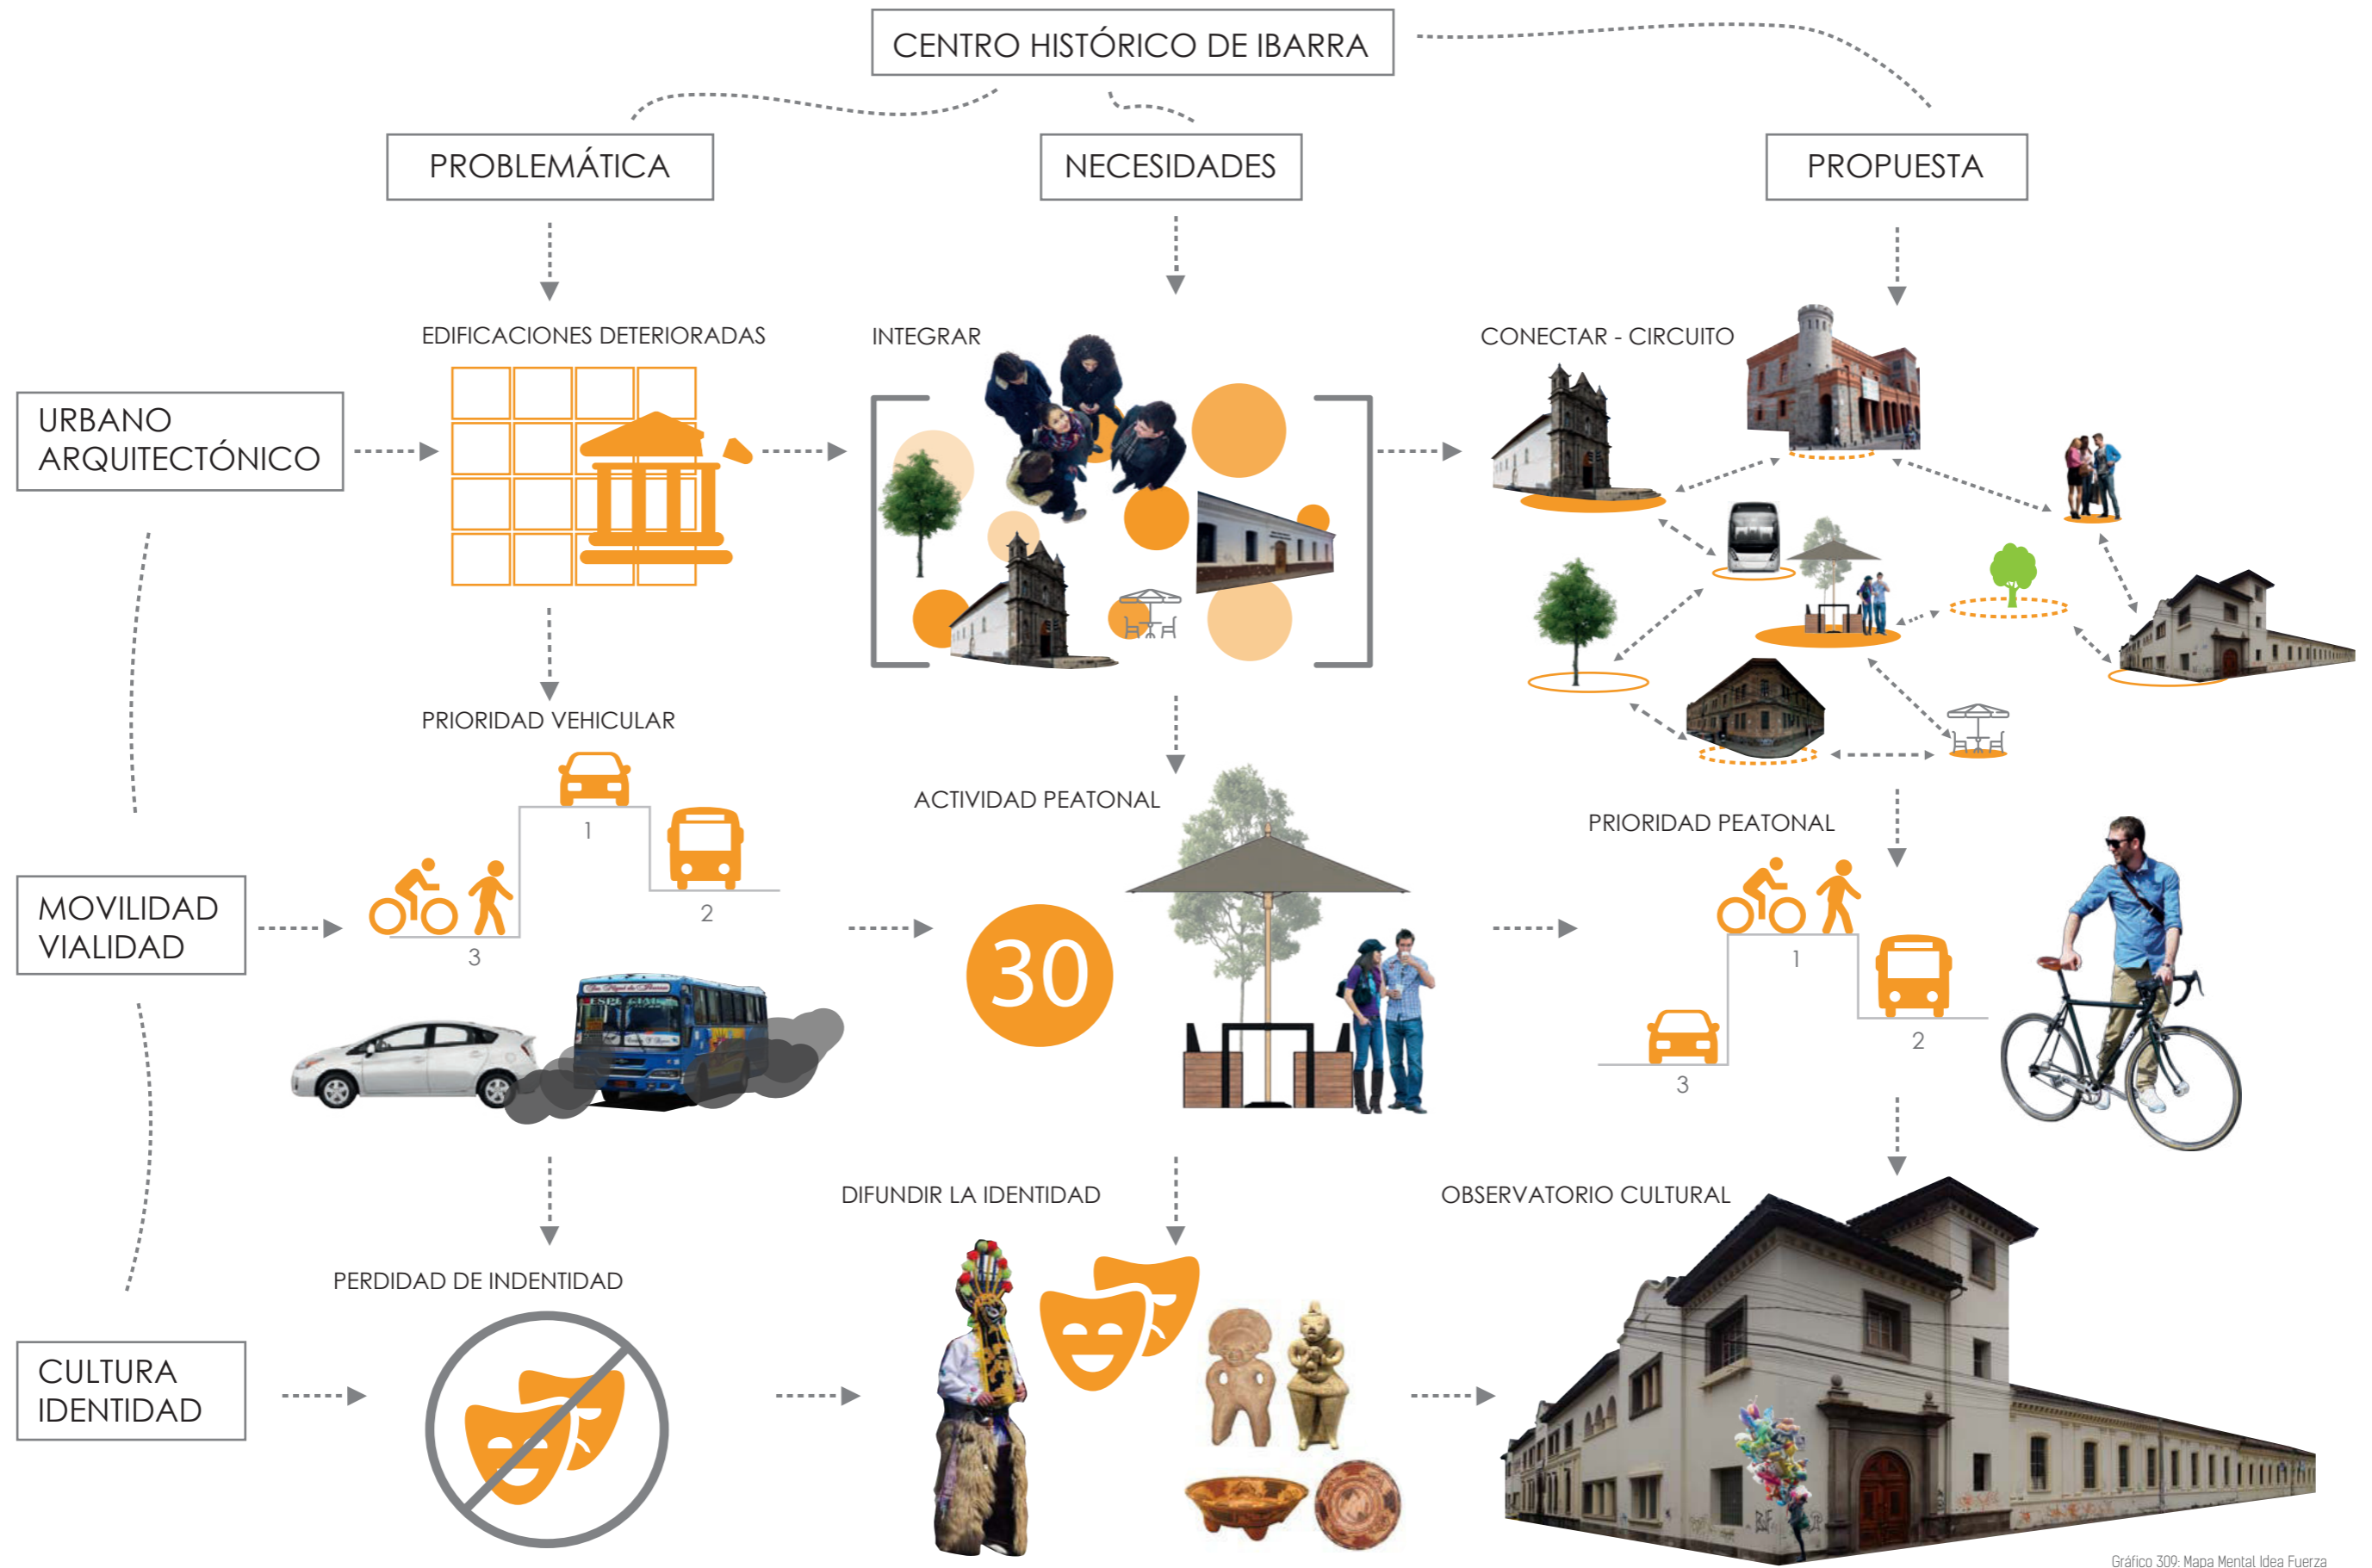 CENTRO HISTÓRICO DE IBARRA
PROBLEMÁTICA
NECESIDADES
PROPUESTA
EDIFICACIONES DETERIORADAS
INTEGRAR
CONECTAR - CIRCUITO
URBANO
ARQUITECTÓNICO
PRIORIDAD VEHICULAR
1
2
3
ACTIVIDAD PEATONAL
30
PRIORIDAD PEATONAL
1
2
3
MOVILIDAD
VIALIDAD
DIFUNDIR LA IDENTIDAD
OBSERVATORIO CULTURAL
PERDIDAD DE INDENTIDAD
CULTURA
IDENTIDAD
Gráfico 309: Mapa Mental Idea Fuerza